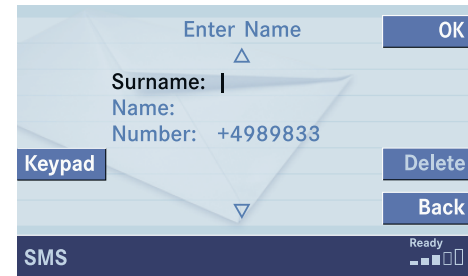 Enter Name
OK
Surname:
Name:
Number: +4989833
Keypad
Delete
Back
SMS
Ready